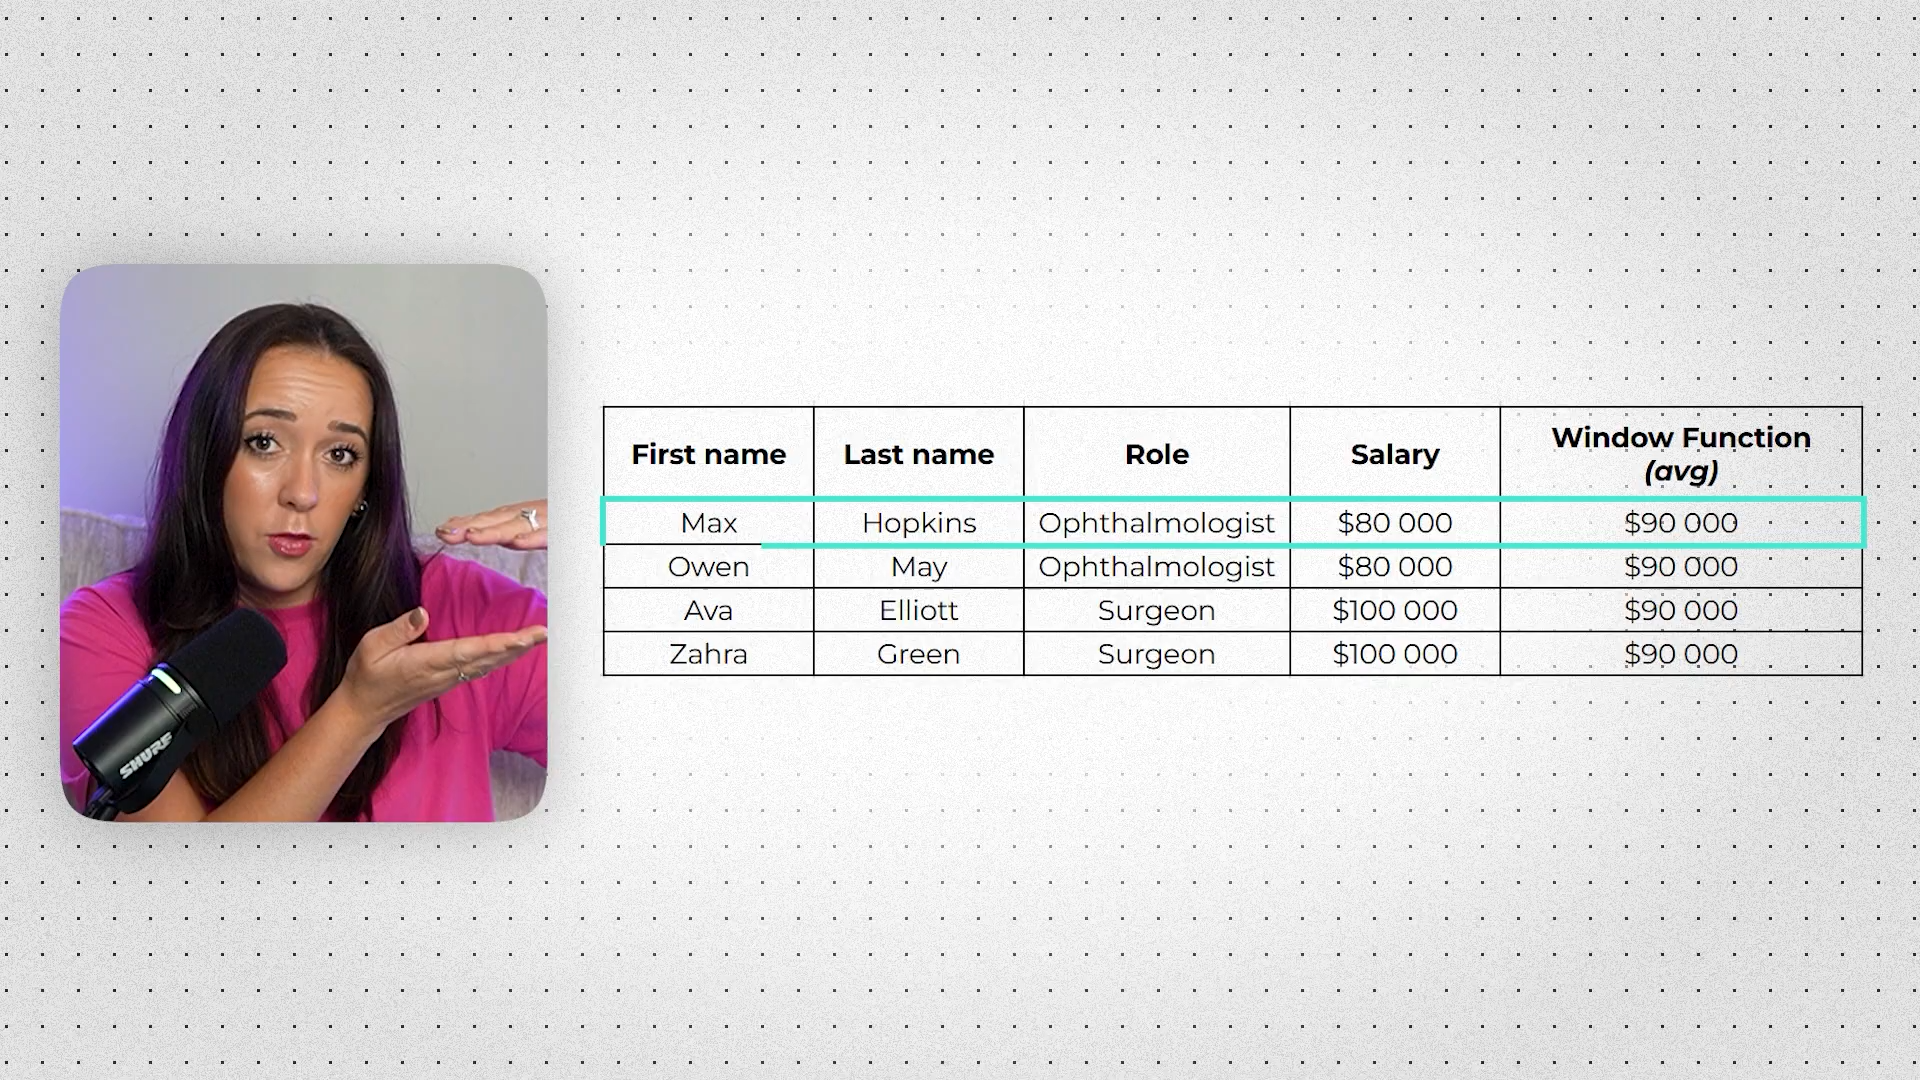 First name Last name Role Salary Window Function
(avg)
Max Hopkins Ophthalmologist $80 000 $90 000
Owen May Ophthalmologist $80 000 $90 000
Ava Elliott Surgeon $100 000 $90 000
Zahra Green Surgeon $100 000 $90 000
SHURE